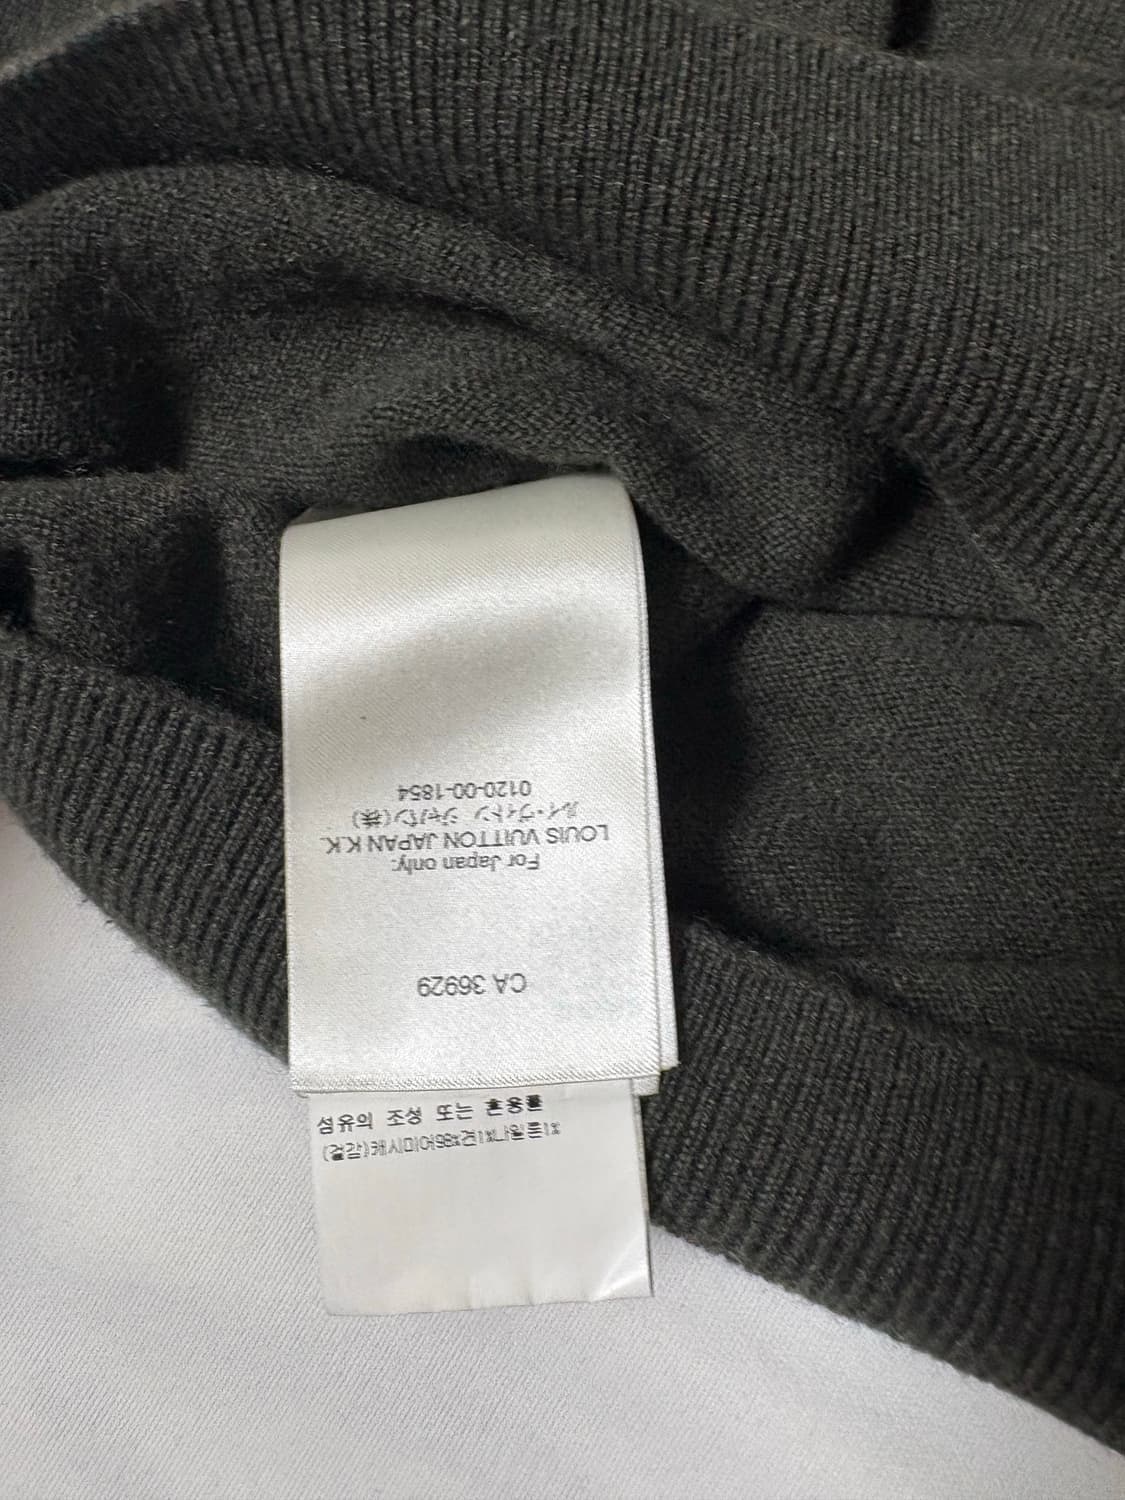 CA 36929
For Japan only:
LOUIS VUITTON JAPAN K.K.
ルイ・ヴィトン ジャパン(株)
0120-00-1854
섬유의 조성 또는 혼용률